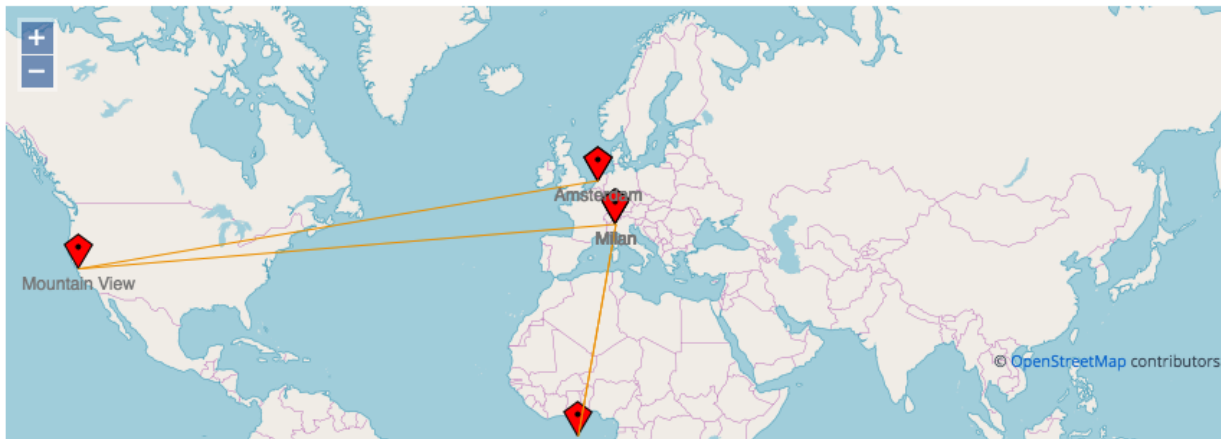 +
−
Amsterdam
Milan
Mountain View
© OpenStreetMap contributors